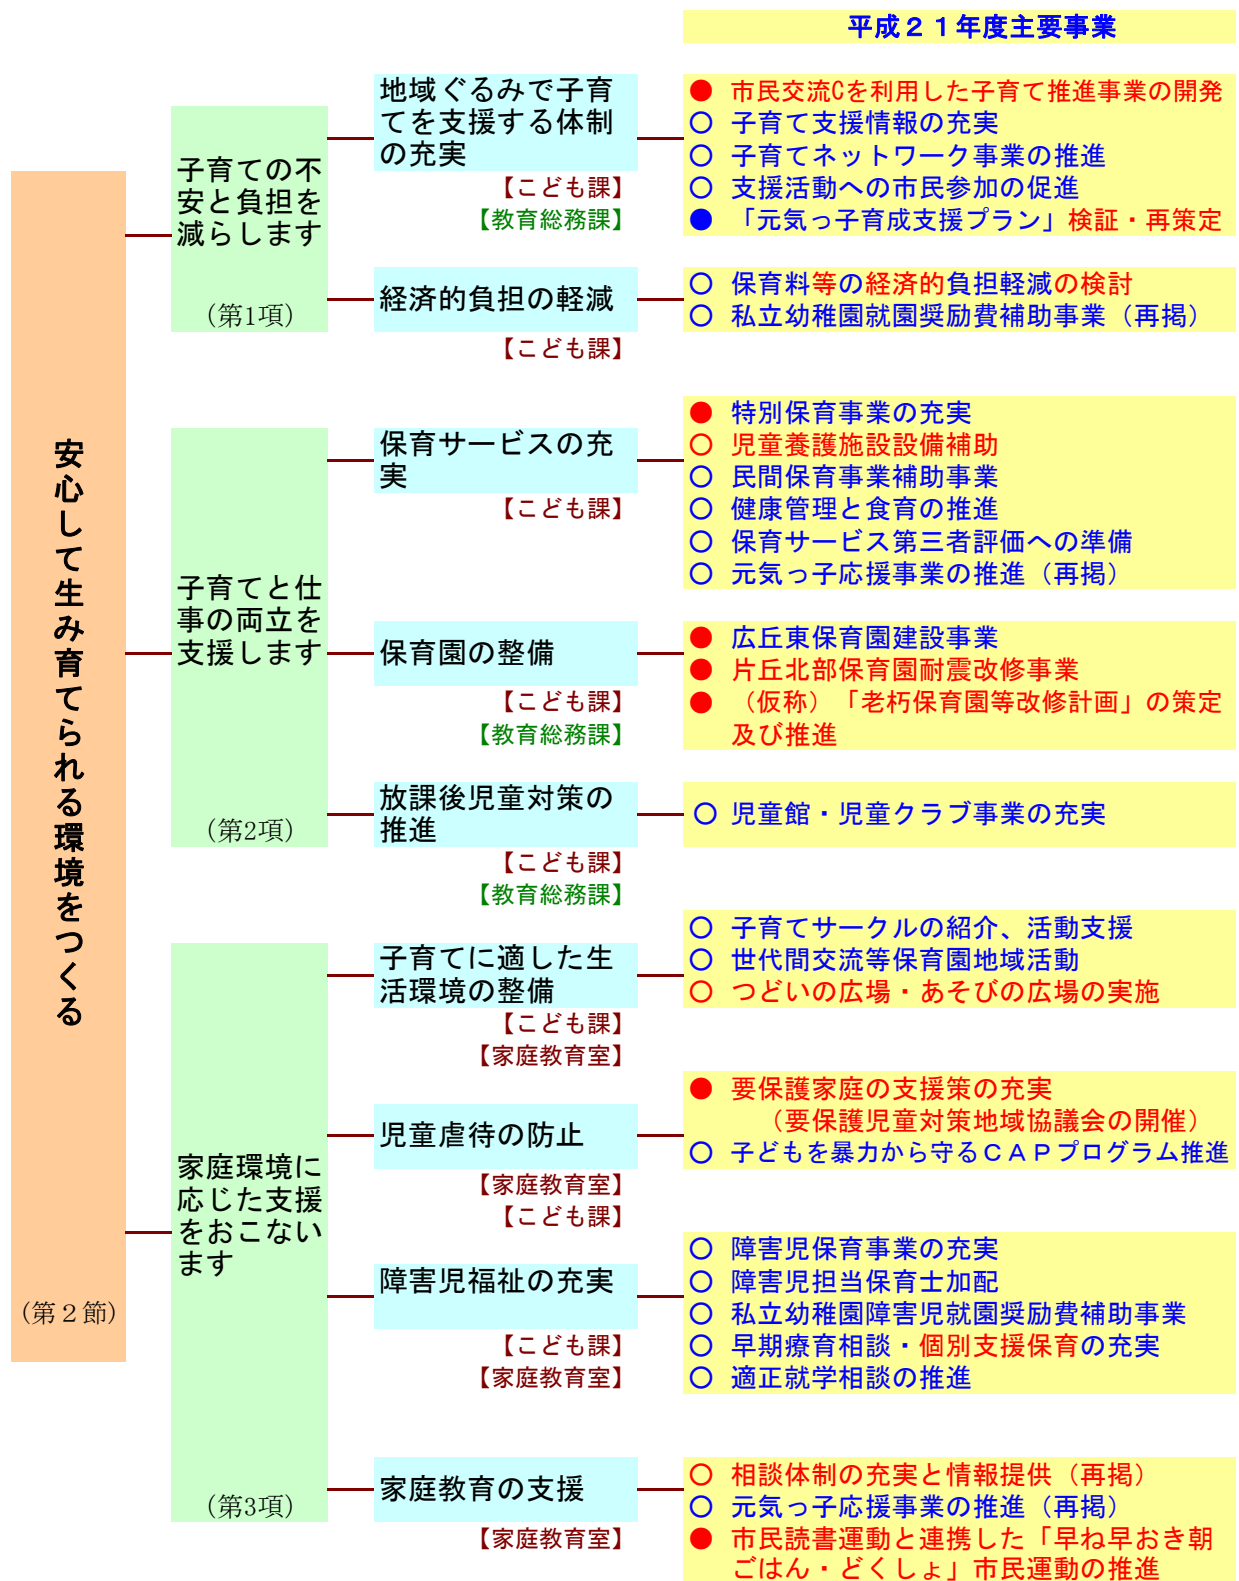 平成２１年度主要事業
安心して生み育てられる環境をつくる
(第２節)
子育ての不
安と負担を
減らします
(第1項)
地域ぐるみで子育
てを支援する体制
の充実
【こども課】
【教育総務課】
● 市民交流Cを利用した子育て推進事業の開発
○ 子育て支援情報の充実
○ 子育てネットワーク事業の推進
○ 支援活動への市民参加の促進
● 「元気っ子育成支援プラン」検証・再策定
経済的負担の軽減
【こども課】
○ 保育料等の経済的負担軽減の検討
○ 私立幼稚園就園奨励費補助事業（再掲）
子育てと仕
事の両立を
支援します
(第2項)
保育サービスの充
実
【こども課】
● 特別保育事業の充実
○ 児童養護施設設備補助
○ 民間保育事業補助事業
○ 健康管理と食育の推進
○ 保育サービス第三者評価への準備
○ 元気っ子応援事業の推進（再掲）
保育園の整備
【こども課】
【教育総務課】
● 広丘東保育園建設事業
● 片丘北部保育園耐震改修事業
● （仮称）「老朽保育園等改修計画」の策定
及び推進
放課後児童対策の
推進
【こども課】
【教育総務課】
○ 児童館・児童クラブ事業の充実
家庭環境に
応じた支援
をおこない
ます
(第3項)
子育てに適した生
活環境の整備
【こども課】
【家庭教育室】
○ 子育てサークルの紹介、活動支援
○ 世代間交流等保育園地域活動
○ つどいの広場・あそびの広場の実施
児童虐待の防止
【家庭教育室】
【こども課】
● 要保護家庭の支援策の充実
（要保護児童対策地域協議会の開催）
○ 子どもを暴力から守るＣＡＰプログラム推進
障害児福祉の充実
【こども課】
【家庭教育室】
○ 障害児保育事業の充実
○ 障害児担当保育士加配
○ 私立幼稚園障害児就園奨励費補助事業
○ 早期療育相談・個別支援保育の充実
○ 適正就学相談の推進
家庭教育の支援
【家庭教育室】
○ 相談体制の充実と情報提供（再掲）
○ 元気っ子応援事業の推進（再掲）
● 市民読書運動と連携した「早ね早おき朝
ごはん・どくしょ」市民運動の推進